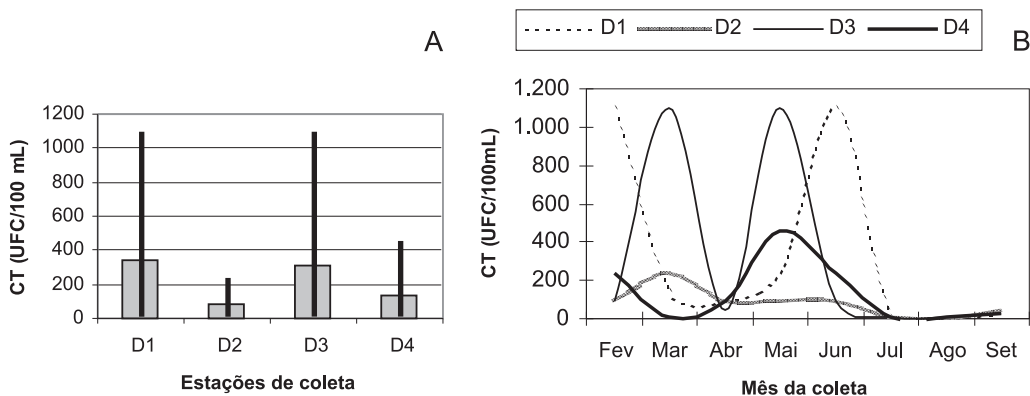 A
CT (UFC/100 mL)
1200
1000
800
600
400
200
0
D1 D2 D3 D4
Estações de coleta
D1 D2 D3 D4
B
CT (UFC/100mL)
1.200
1.000
800
600
400
200
0
Fev Mar Abr Mai Jun Jul Ago Set
Mês da coleta